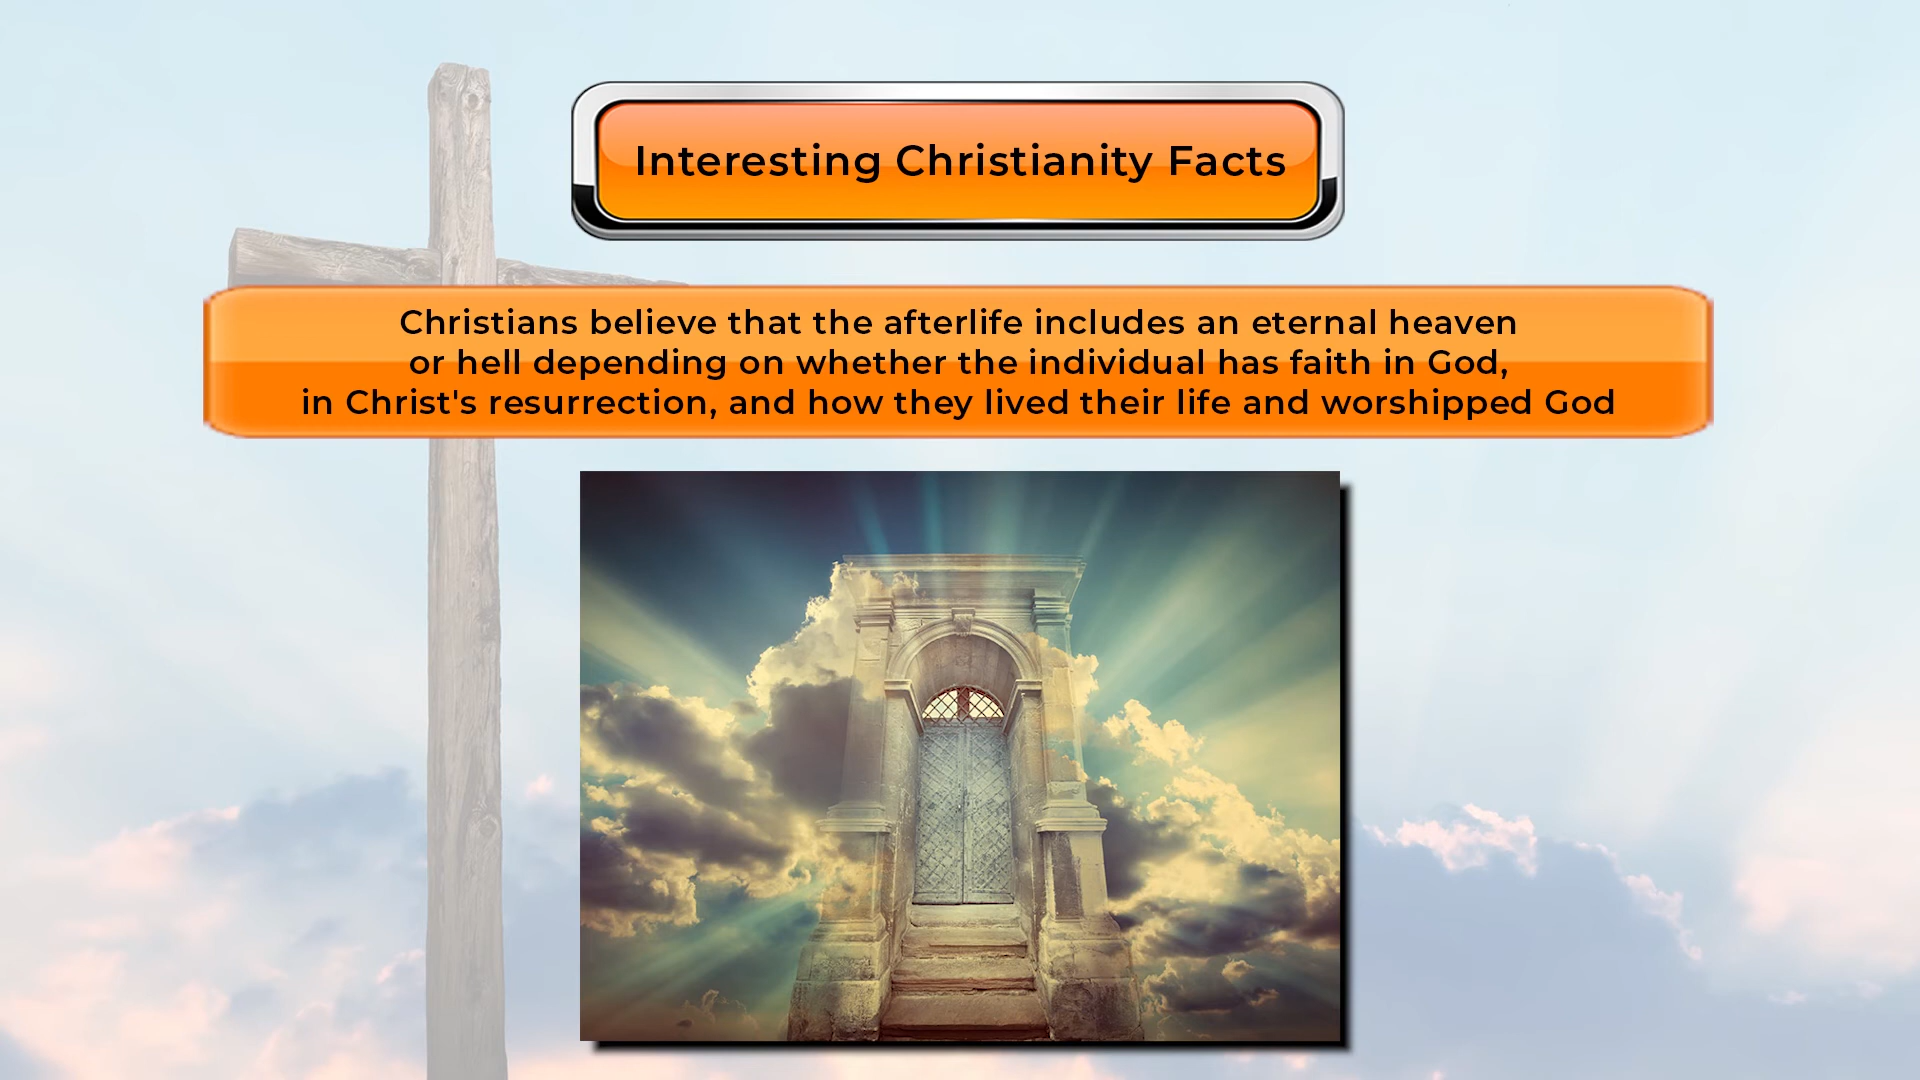 Interesting Christianity Facts
Christians believe that the afterlife includes an eternal heaven
or hell depending on whether the individual has faith in God,
in Christ's resurrection, and how they lived their life and worshipped God